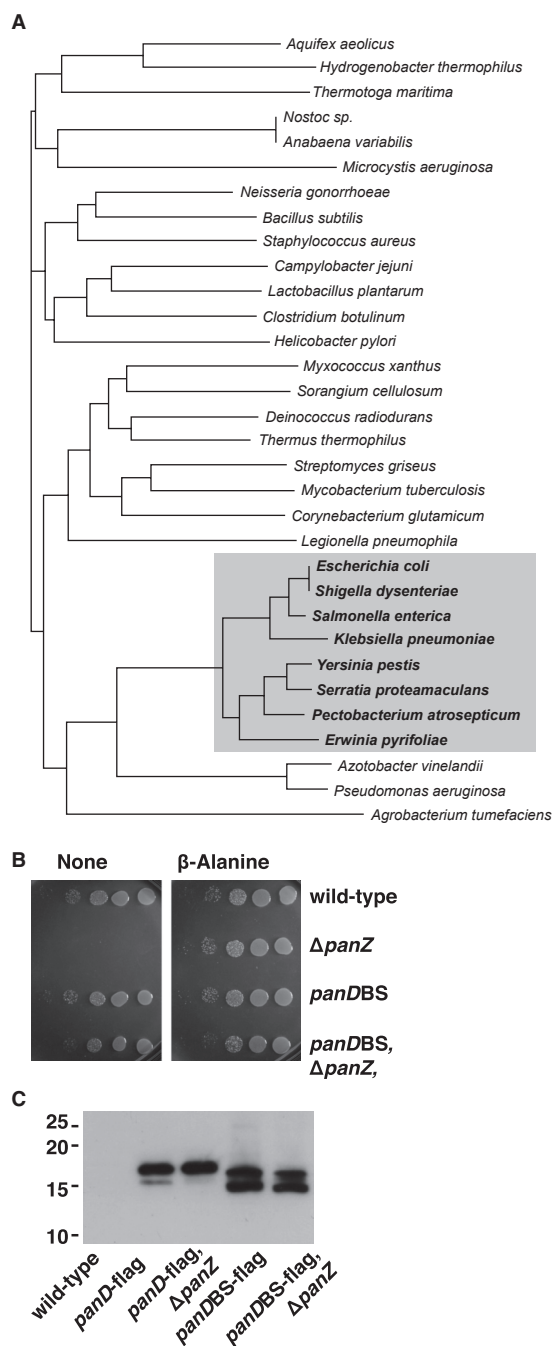 A
Aquifex aeolicus
Hydrogenobacter thermophilus
Thermotoga maritima
Nostoc sp.
Anabaena variabilis
Microcystis aeruginosa
Neisseria gonorrhoeae
Bacillus subtilis
Staphylococcus aureus
Campylobacter jejuni
Lactobacillus plantarum
Clostridium botulinum
Helicobacter pylori
Myxococcus xanthus
Sorangium cellulosum
Deinococcus radiodurans
Thermus thermophilus
Streptomyces griseus
Mycobacterium tuberculosis
Corynebacterium glutamicum
Legionella pneumophila
Escherichia coli
Shigella dysenteriae
Salmonella enterica
Klebsiella pneumoniae
Yersinia pestis
Serratia proteamaculans
Pectobacterium atrosepticum
Erwinia pyrifoliae
Azotobacter vinelandii
Pseudomonas aeruginosa
Agrobacterium tumefaciens
B
None β-Alanine
wild-type
ΔpanZ
panDBS
panDBS,
ΔpanZ,
C
25
20
15
10
wild-type
panD-flag
panD-flag,
ΔpanZ
panDBS-flag
panDBS-flag,
ΔpanZ